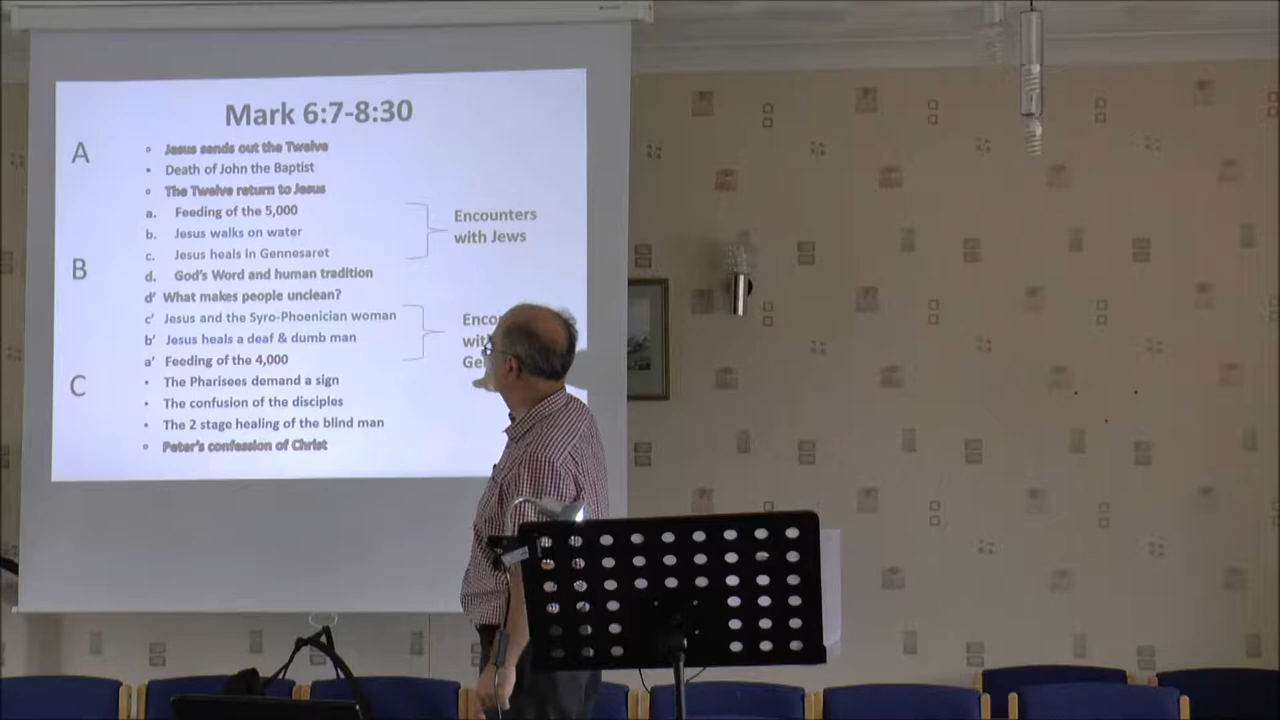 Mark 6:7-8:30
A
Jesus sends out the Twelve
Death of John the Baptist
The Twelve return to Jesus
a. Feeding of the 5,000
b. Jesus walks on water
c. Jesus heals in Gennesaret
Encounters
with Jews
B
d. God's Word and human tradition
d' What makes people unclean?
c' Jesus and the Syro-Phoenician woman
b' Jesus heals a deaf & dumb man
a' Feeding of the 4,000
C
The Pharisees demand a sign
The confusion of the disciples
The 2 stage healing of the blind man
Peter's confession of Christ